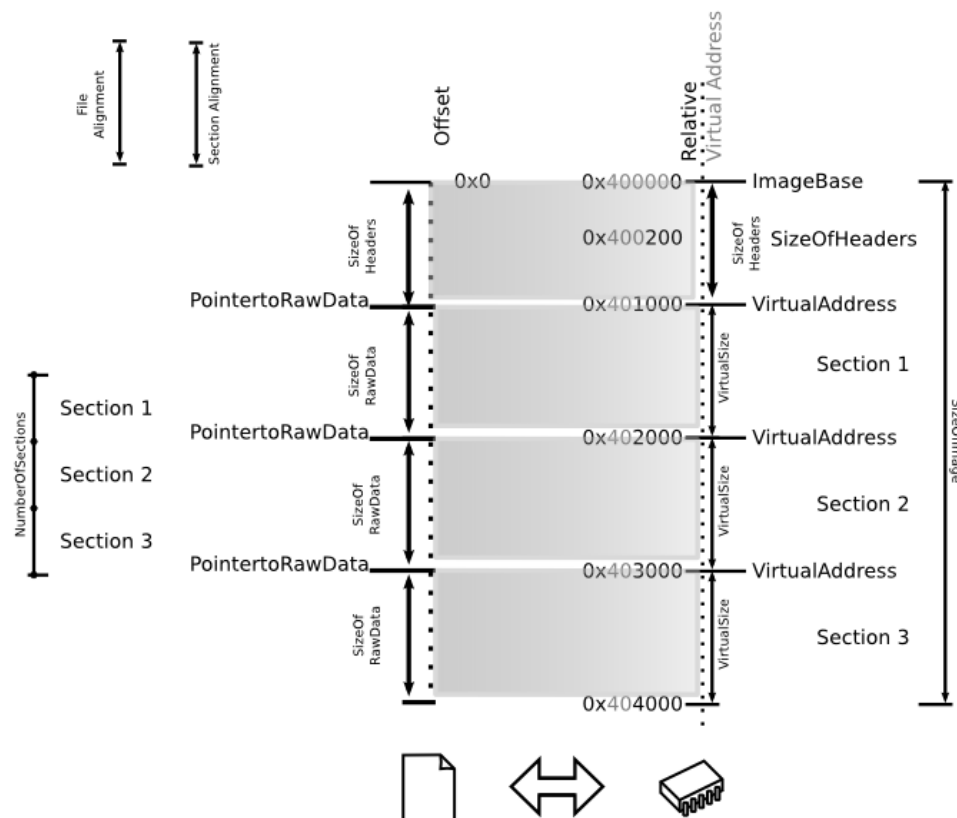 File
Alignment
Section Alignment
Offset
Relative
Virtual Address
0x0
0x400000
ImageBase
SizeOf
Headers
0x400200
SizeOf
Headers
SizeOfHeaders
PointertoRawData
0x401000
VirtualAddress
SizeOf
RawData
VirtualSize
Section 1
PointertoRawData
0x402000
VirtualAddress
SizeOf
RawData
VirtualSize
Section 2
PointertoRawData
0x403000
VirtualAddress
SizeOf
RawData
VirtualSize
Section 3
0x404000
NumberOfSections
Section 1
Section 2
Section 3